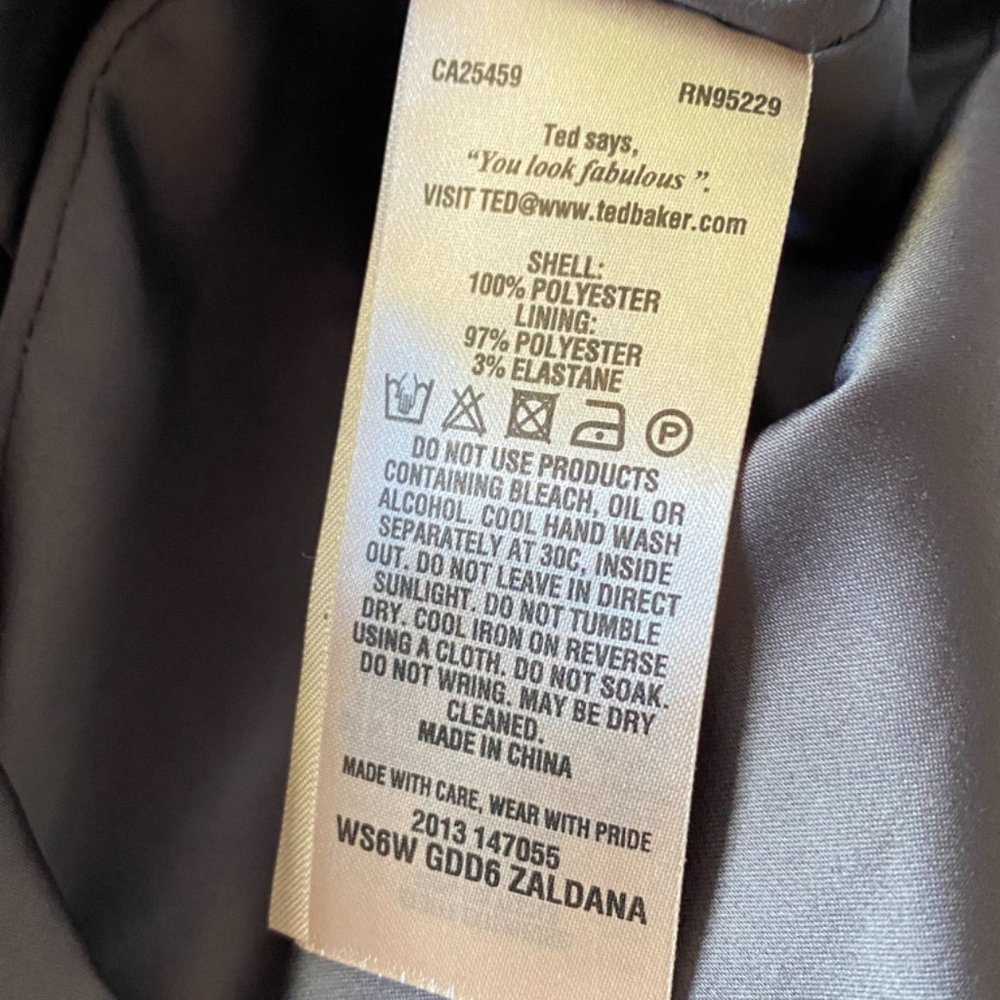 CA25459
RN95229
Ted says,
“You look fabulous ”.
VISIT TED@www.tedbaker.com
SHELL:
100% POLYESTER
LINING:
97% POLYESTER
3% ELASTANE
P
DO NOT USE PRODUCTS
CONTAINING BLEACH, OIL OR
ALCOHOL. COOL HAND WASH
SEPARATELY AT 30C, INSIDE
OUT. DO NOT LEAVE IN DIRECT
SUNLIGHT. DO NOT TUMBLE
DRY. COOL IRON ON REVERSE
USING A CLOTH. DO NOT SOAK.
DO NOT WRING. MAY BE DRY
CLEANED.
MADE IN CHINA
MADE WITH CARE, WEAR WITH PRIDE
2013 147055
WS6W GDD6 ZALDANA